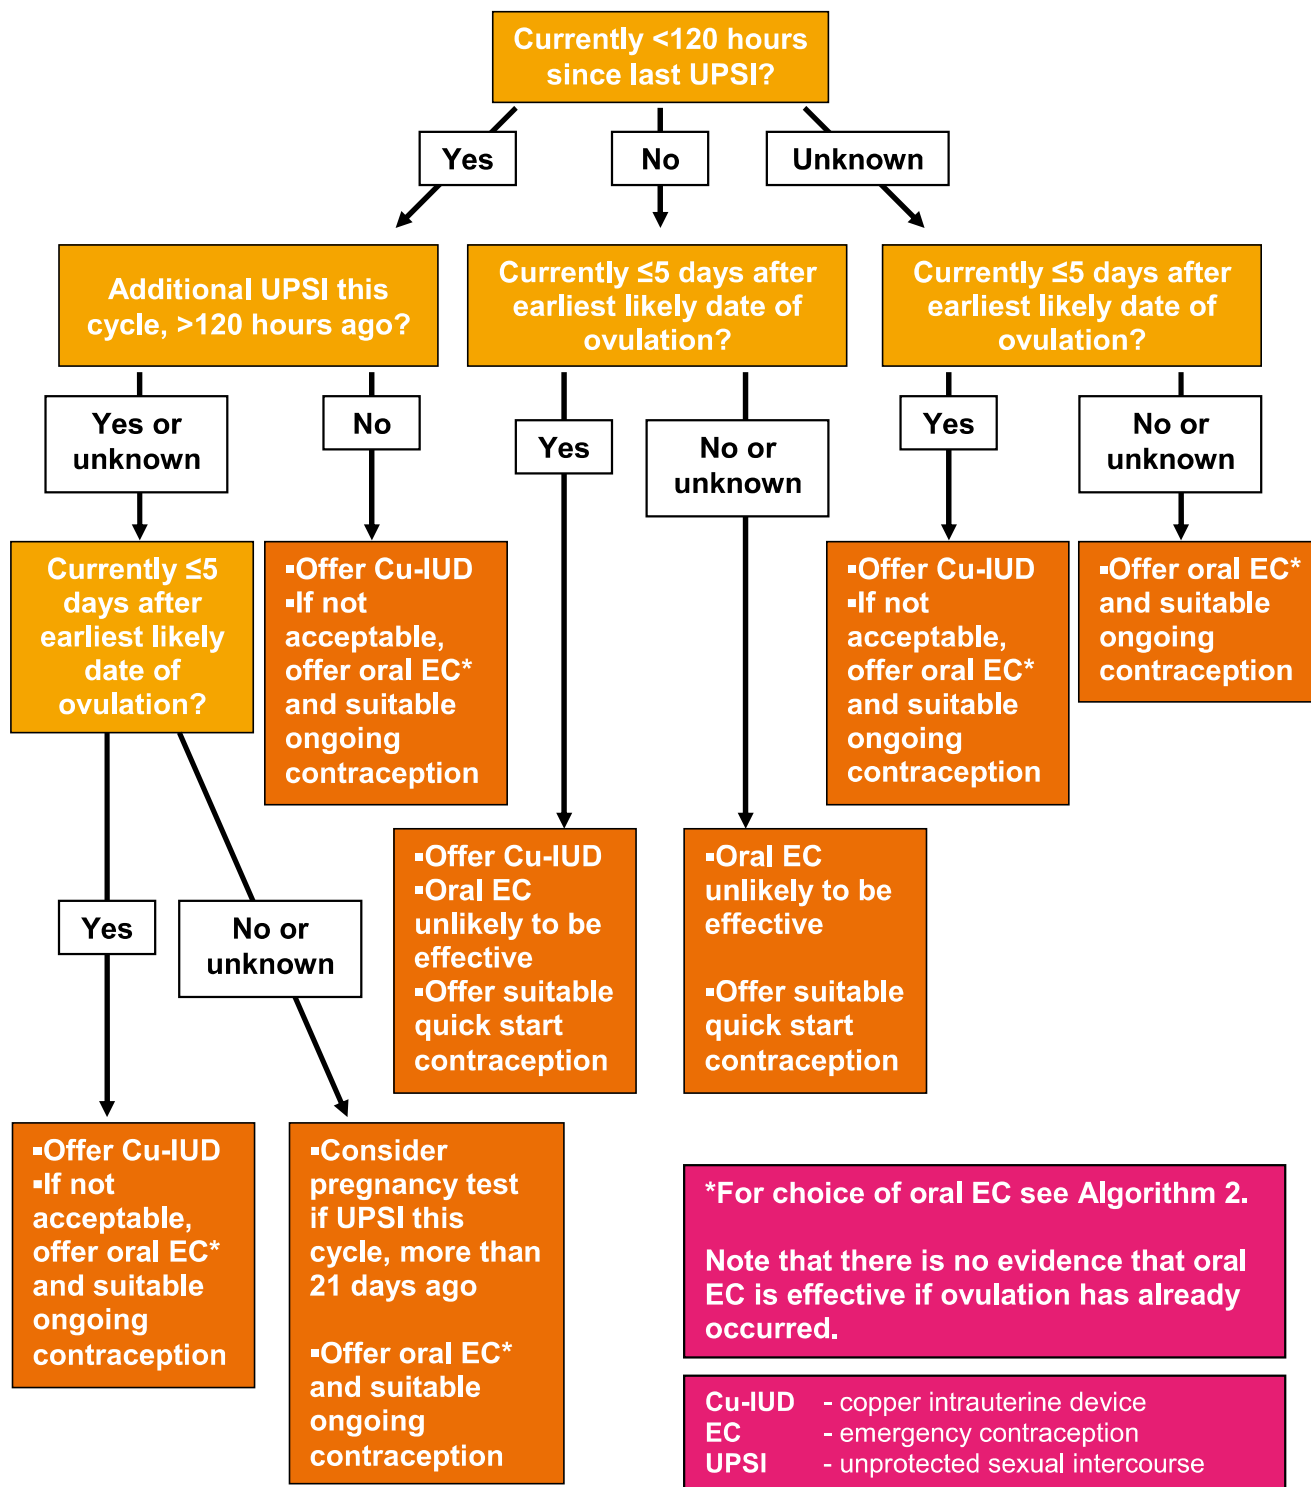 Currently <120 hours
since last UPSI?
Yes
No
Unknown
Additional UPSI this
cycle, >120 hours ago?
Currently ≤5 days after
earliest likely date of
ovulation?
Currently ≤5 days after
earliest likely date of
ovulation?
Yes or
unknown
No
Yes
No or
unknown
Yes
No or
unknown
Currently ≤5
days after
earliest likely
date of
ovulation?
▪Offer Cu-IUD
▪If not
acceptable,
offer oral EC*
and suitable
ongoing
contraception
▪Offer Cu-IUD
▪If not
acceptable,
offer oral EC*
and suitable
ongoing
contraception
▪Offer oral EC*
and suitable
ongoing
contraception
Yes
No or
unknown
▪Offer Cu-IUD
▪Oral EC
unlikely to be
effective
▪Offer suitable
quick start
contraception
▪Oral EC
unlikely to be
effective
▪Offer suitable
quick start
contraception
▪Offer Cu-IUD
▪If not
acceptable,
offer oral EC*
and suitable
ongoing
contraception
▪Consider
pregnancy test
if UPSI this
cycle, more than
21 days ago
▪Offer oral EC*
and suitable
ongoing
contraception
*For choice of oral EC see Algorithm 2.
Note that there is no evidence that oral
EC is effective if ovulation has already
occurred.
Cu-IUD - copper intrauterine device
EC - emergency contraception
UPSI - unprotected sexual intercourse